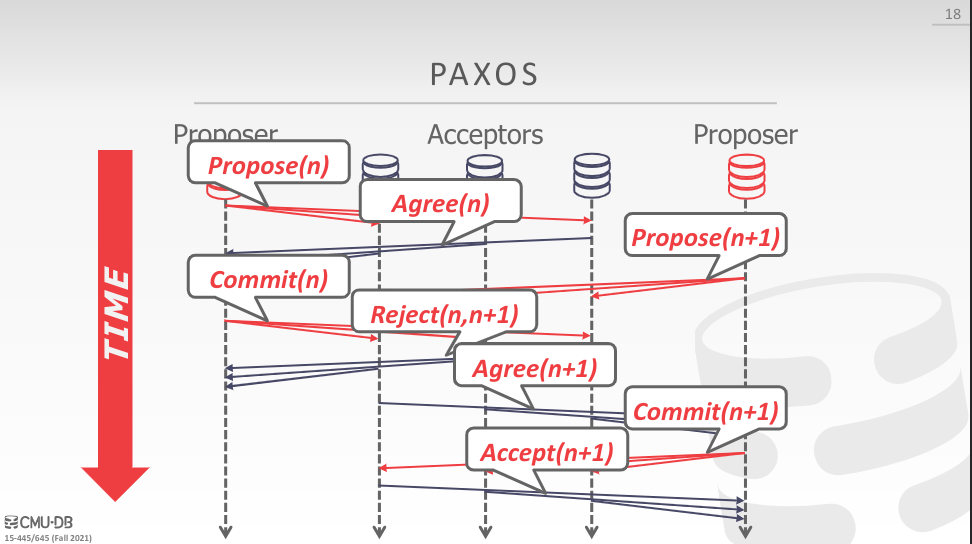 18
PAXOS
Proposer
Acceptors
Proposer
Propose(n)
Agree(n)
Propose(n+1)
Commit(n)
Reject(n,n+1)
Agree(n+1)
Commit(n+1)
Accept(n+1)
TIME
CMU·DB
15-445/645 (Fall 2021)